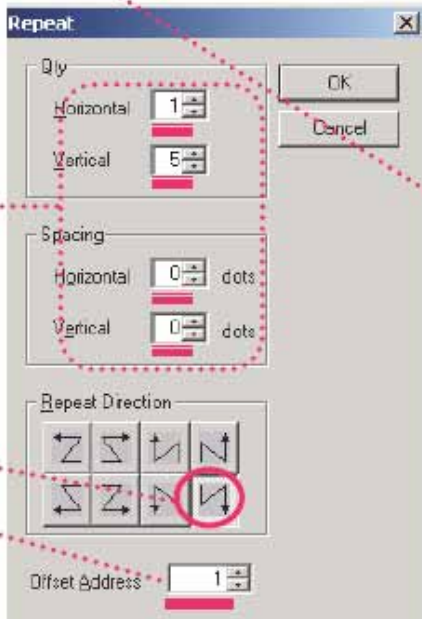 Repeat
Qty
OK
Horizontal 1
Cancel
Vertical 5
Spacing
Horizontal 0 dots
Vertical 0 dots
Repeat Direction
Offset Address 1